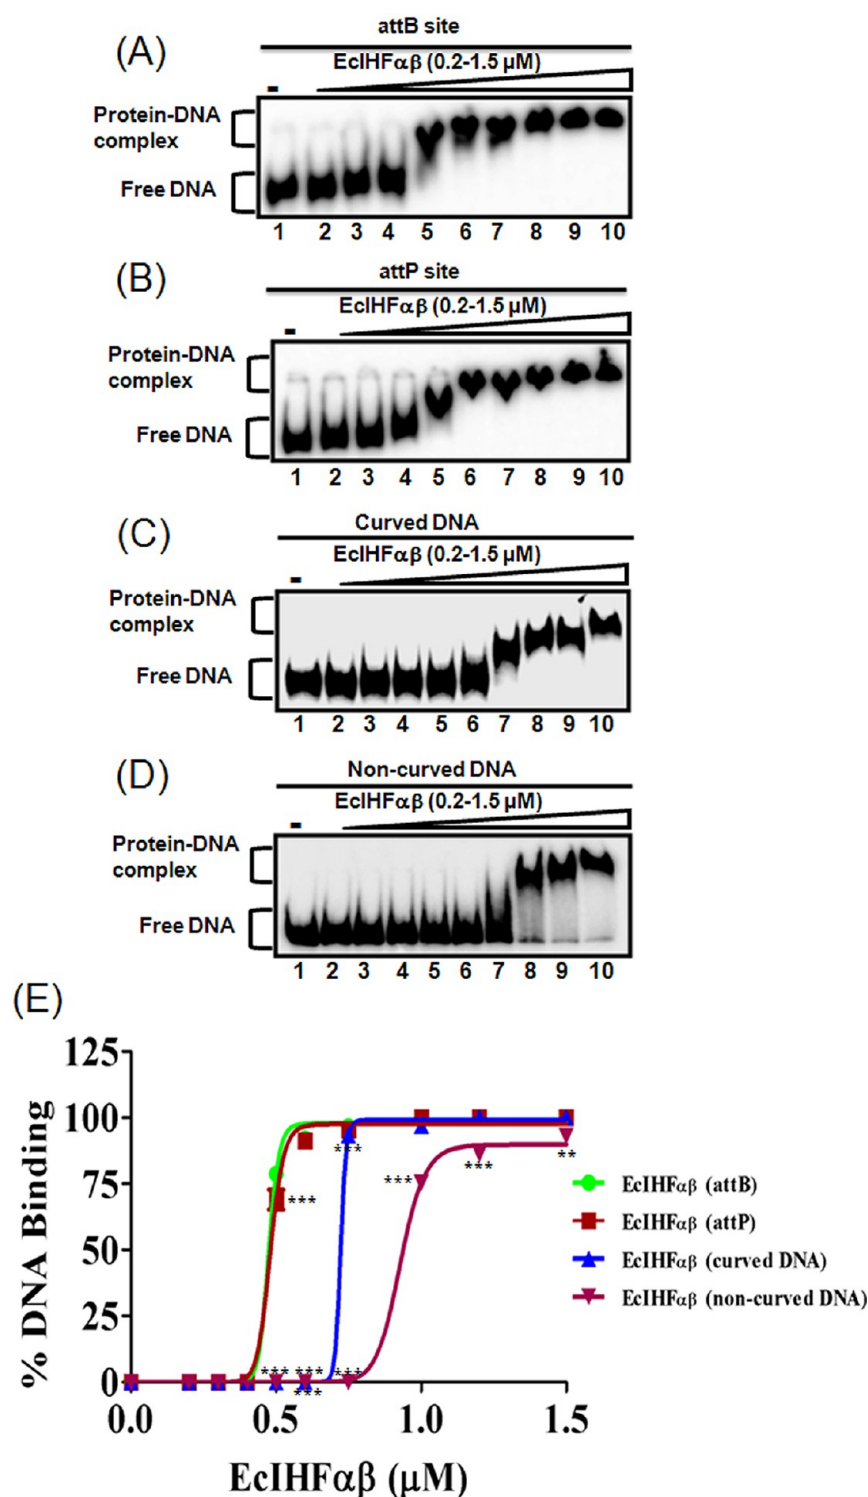 (A)
attB site
EcIHFαβ (0.2-1.5 μM)
-
Protein-DNA
complex
Free DNA
1 2 3 4 5 6 7 8 9 10
(B)
attP site
EcIHFαβ (0.2-1.5 μM)
-
Protein-DNA
complex
Free DNA
1 2 3 4 5 6 7 8 9 10
(C)
Curved DNA
EcIHFαβ (0.2-1.5 μM)
-
Protein-DNA
complex
Free DNA
1 2 3 4 5 6 7 8 9 10
(D)
Non-curved DNA
EcIHFαβ (0.2-1.5 μM)
-
Protein-DNA
complex
Free DNA
1 2 3 4 5 6 7 8 9 10
(E)
% DNA Binding
125
100
75
50
25
0
***
***
***
***
**
*** *** ***
***
0.0 0.5 1.0 1.5
EcIHFαβ (μM)
EcIHFαβ (attB)
EcIHFαβ (attP)
EcIHFαβ (curved DNA)
EcIHFαβ (non-curved DNA)